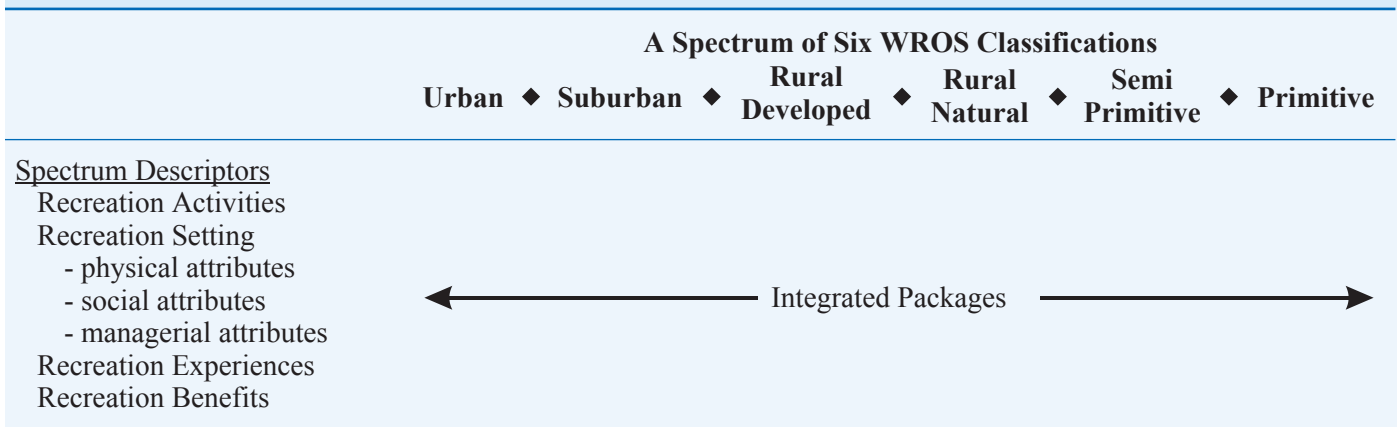 A Spectrum of Six WROS Classifications
Urban ◆ Suburban ◆ Rural Developed ◆ Rural Natural ◆ Semi Primitive ◆ Primitive
Spectrum Descriptors
Recreation Activities
Recreation Setting
- physical attributes
- social attributes
- managerial attributes
Integrated Packages
Recreation Experiences
Recreation Benefits